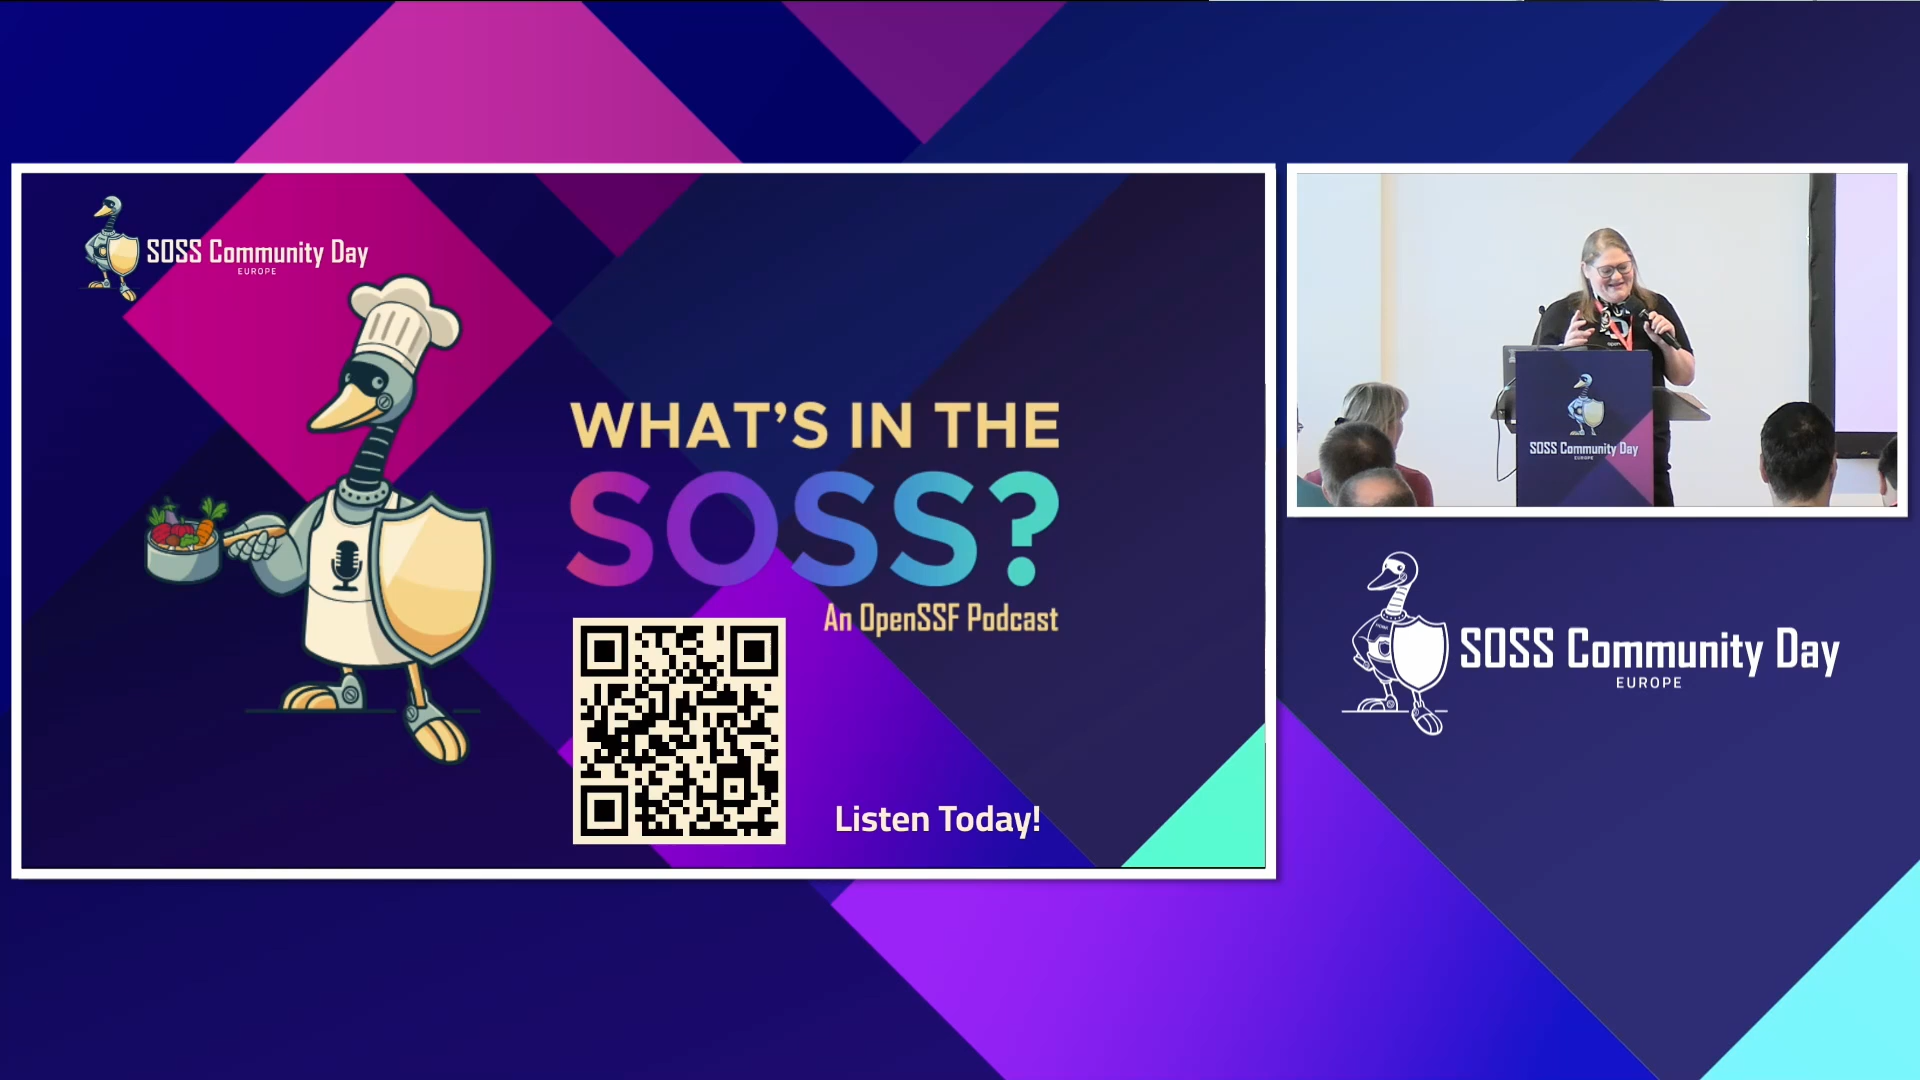 SOSS Community Day
EUROPE
WHAT'S IN THE
SOSS?
An OpenSSF Podcast
Listen Today!
SOSS Community Day
EUROPE
SOSS Community Day
EUROPE